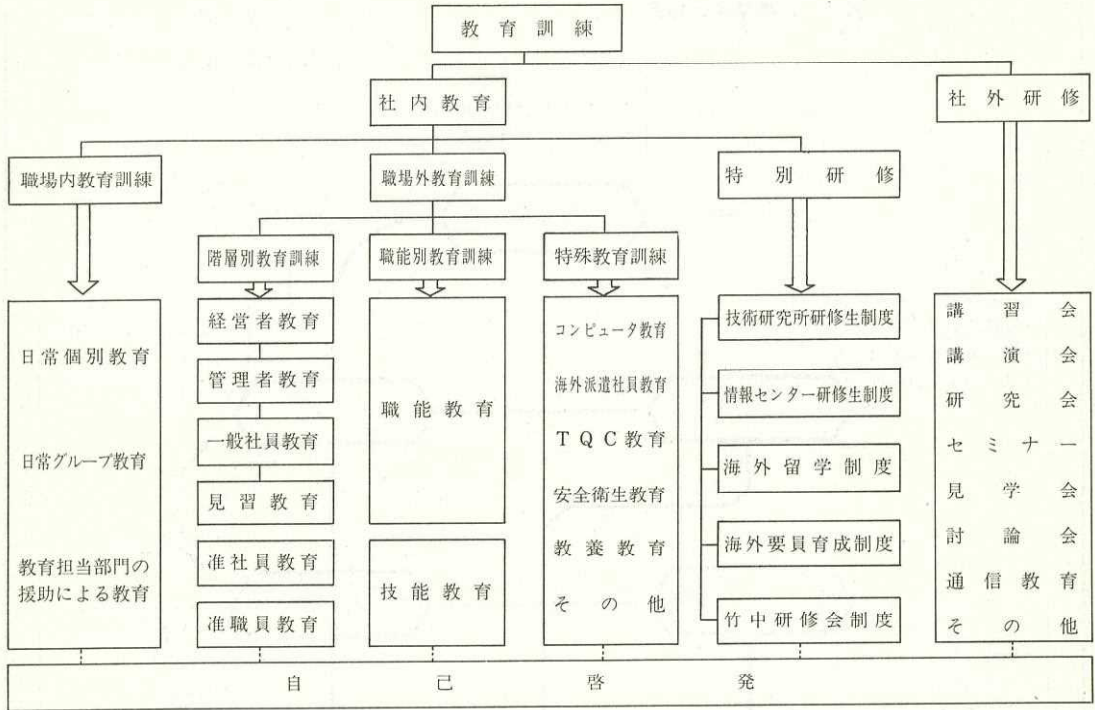 教育訓練
社内教育
社外研修
職場内教育訓練
職場外教育訓練
特別研修
階層別教育訓練
職能別教育訓練
特殊教育訓練
日常個別教育
日常グループ教育
教育担当部門の
援助による教育
経営者教育
管理者教育
一般社員教育
見習教育
准社員教育
准職員教育
職能教育
技能教育
コンピュータ教育
海外派遣社員教育
TQC教育
安全衛生教育
教養教育
その他
技術研究所研修生制度
情報センター研修生制度
海外留学制度
海外要員育成制度
竹中研修会制度
講習会
講演会
研究会
セミナー
見学会
討論会
通信教育
その他
自己啓発